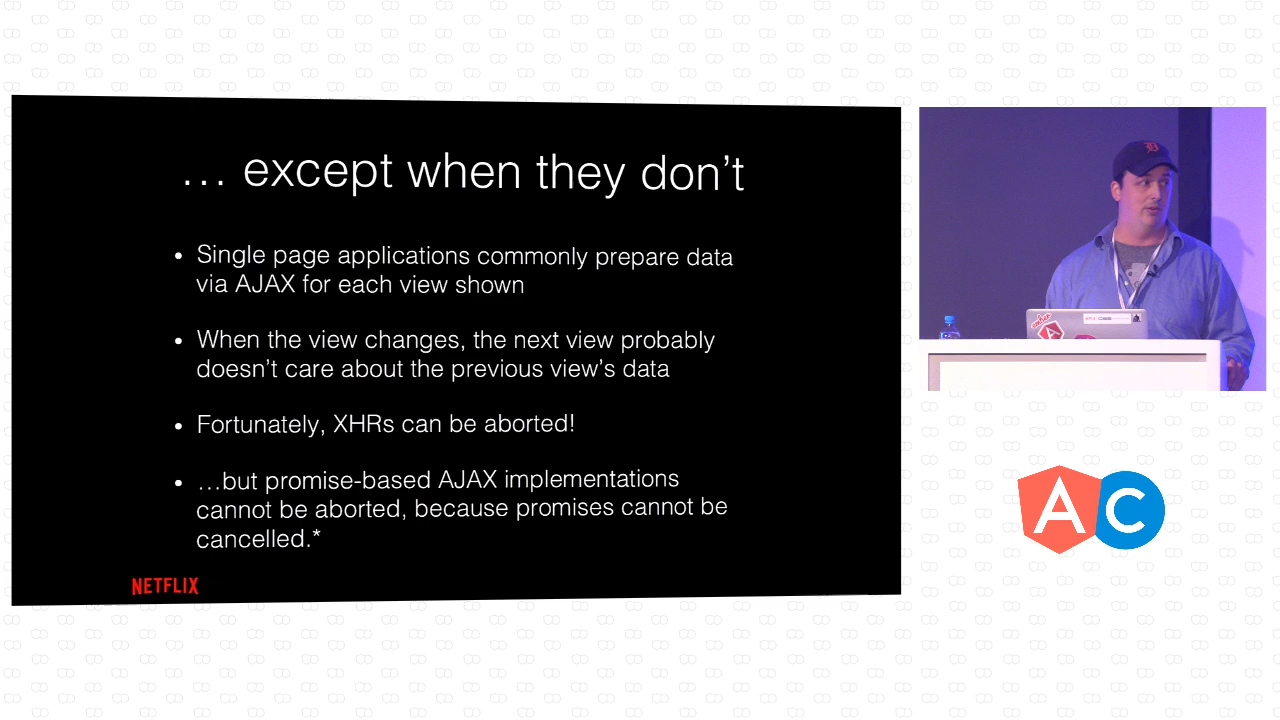 … except when they don’t
• Single page applications commonly prepare data
via AJAX for each view shown
• When the view changes, the next view probably
doesn’t care about the previous view’s data
• Fortunately, XHRs can be aborted!
• …but promise-based AJAX implementations
cannot be aborted, because promises cannot be
cancelled.*
NETFLIX
A C